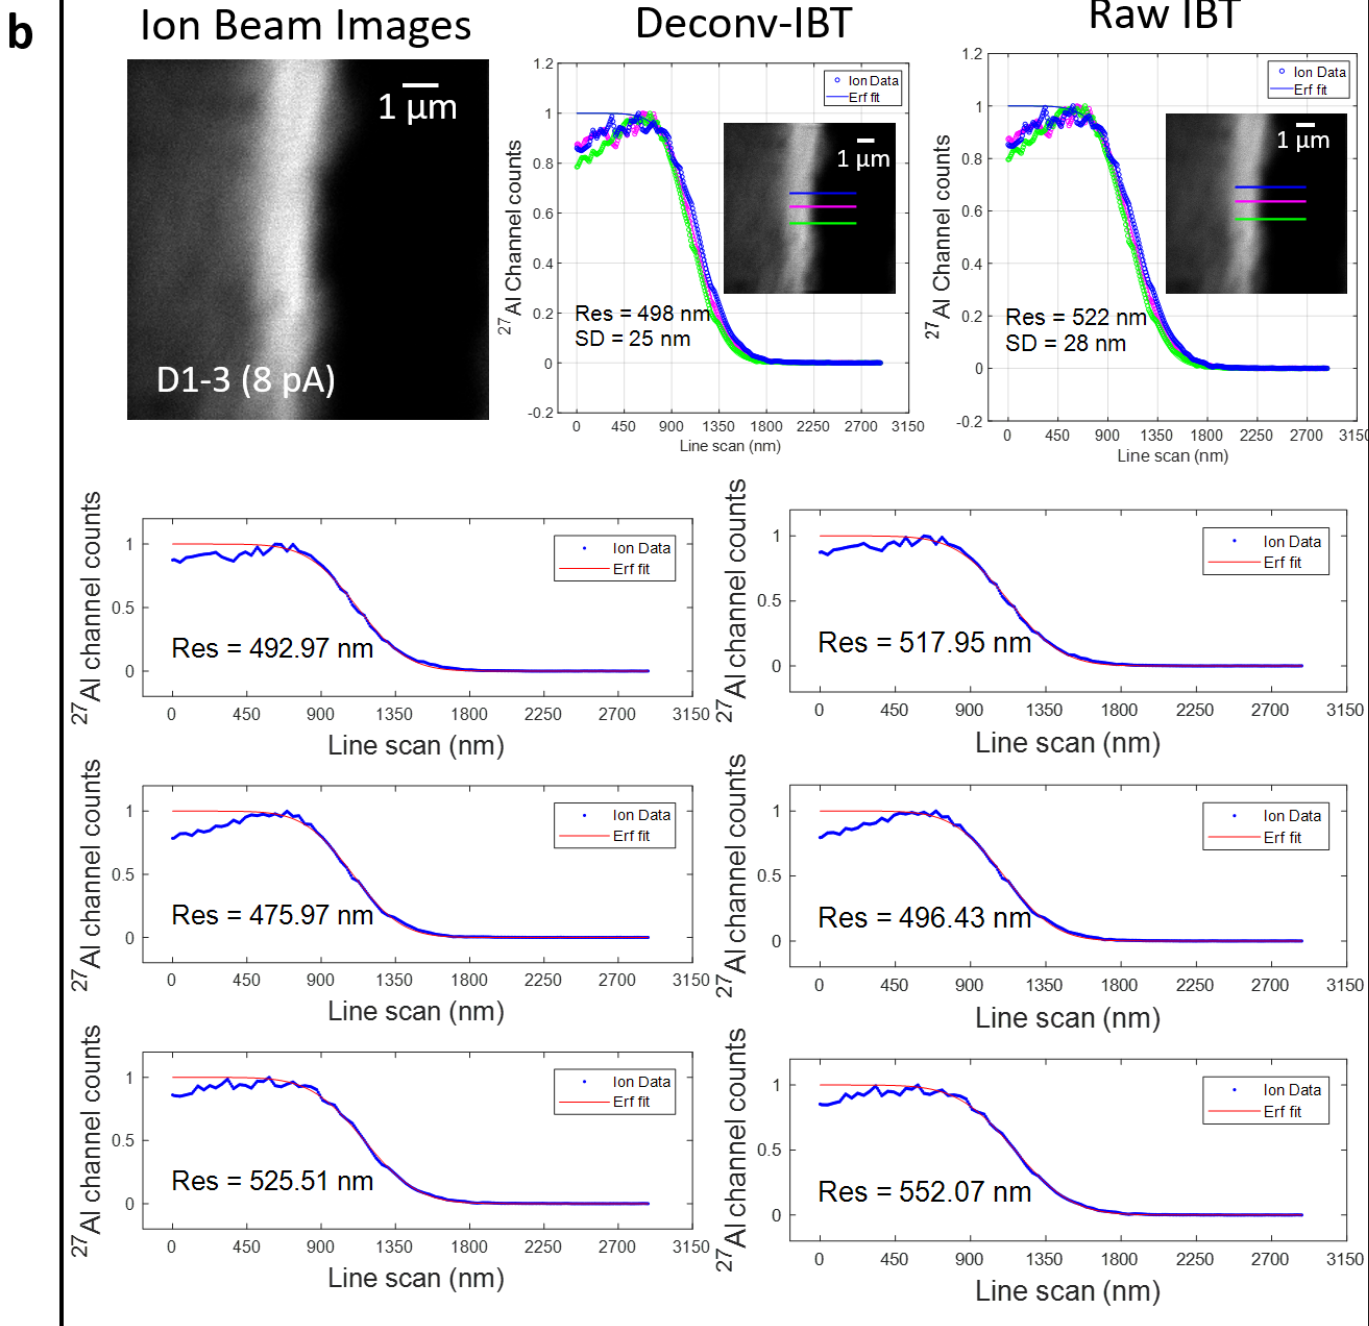 b
Ion Beam Images
Deconv-IBT
Raw IBT
1 µm
D1-3 (8 pA)
27Al Channel counts
1.2
1
0.8
0.6
0.4
0.2
0
-0.2
Ion Data
Erf fit
1 µm
Res = 498 nm
SD = 25 nm
0 450 900 1350 1800 2250 2700 3150
Line scan (nm)
27Al Channel counts
1.2
1
0.8
0.6
0.4
0.2
0
-0.2
Ion Data
Erf fit
1 µm
Res = 522 nm
SD = 28 nm
0 450 900 1350 1800 2250 2700 3150
Line scan (nm)
27Al channel counts
1
0.5
0
Ion Data
Erf fit
Res = 492.97 nm
0 450 900 1350 1800 2250 2700 3150
Line scan (nm)
27Al channel counts
1
0.5
0
Ion Data
Erf fit
Res = 517.95 nm
0 450 900 1350 1800 2250 2700 3150
Line scan (nm)
27Al channel counts
1
0.5
0
Ion Data
Erf fit
Res = 475.97 nm
0 450 900 1350 1800 2250 2700 3150
Line scan (nm)
27Al channel counts
1
0.5
0
Ion Data
Erf fit
Res = 496.43 nm
0 450 900 1350 1800 2250 2700 3150
Line scan (nm)
27Al channel counts
1
0.5
0
Ion Data
Erf fit
Res = 525.51 nm
0 450 900 1350 1800 2250 2700 3150
Line scan (nm)
27Al channel counts
1
0.5
0
Ion Data
Erf fit
Res = 552.07 nm
0 450 900 1350 1800 2250 2700 3150
Line scan (nm)